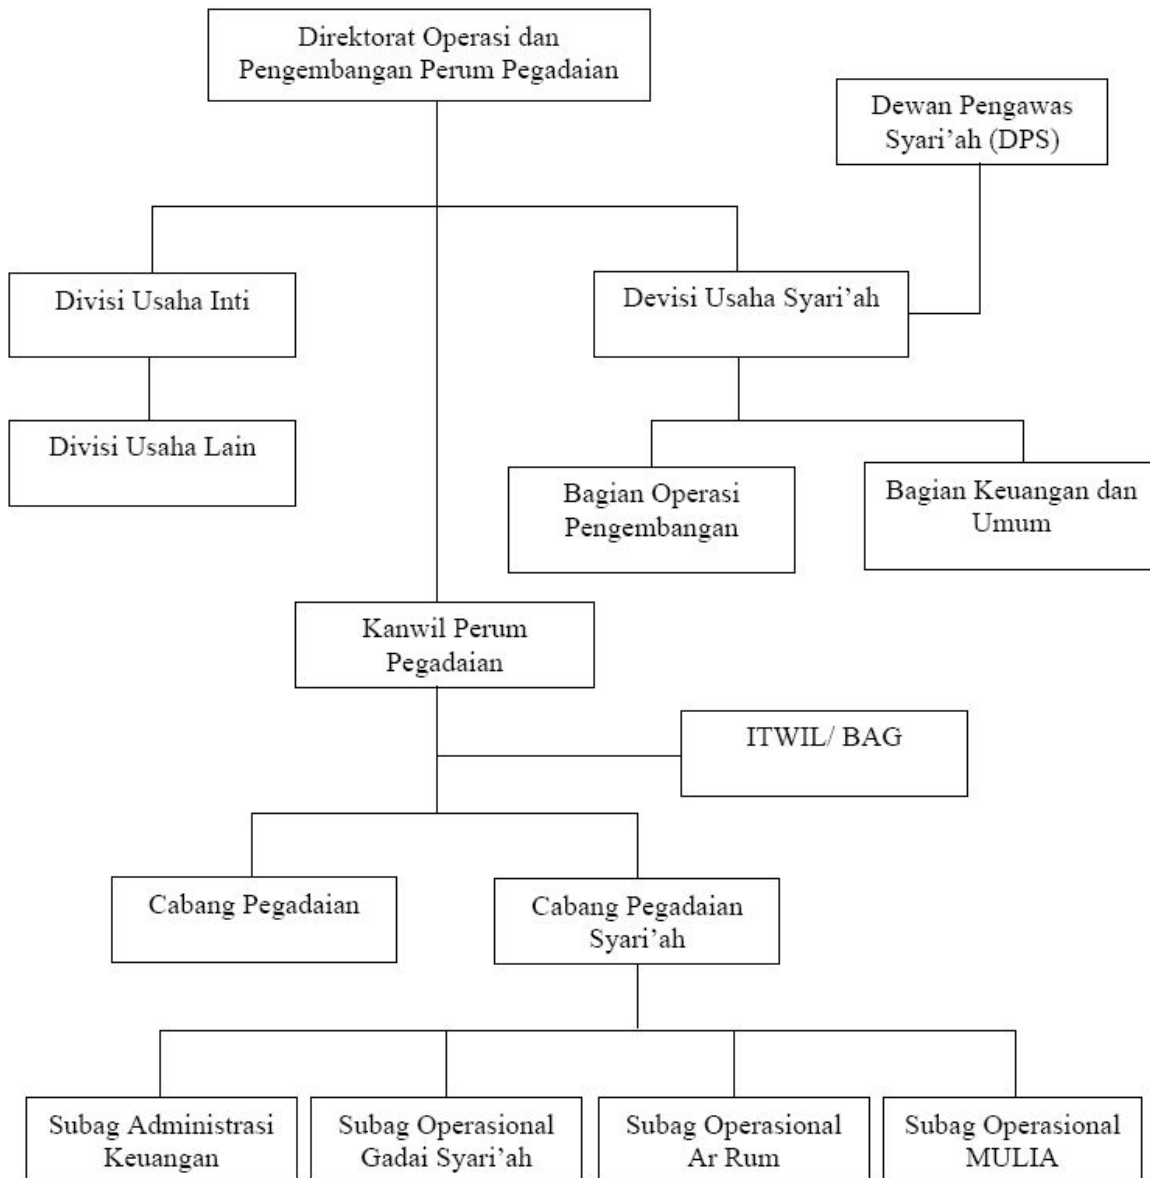 Direktorat Operasi dan
Pengembangan Perum Pegadaian
Dewan Pengawas
Syari’ah (DPS)
Divisi Usaha Inti
Devisi Usaha Syari’ah
Divisi Usaha Lain
Bagian Operasi
Pengembangan
Bagian Keuangan dan
Umum
Kanwil Perum
Pegadaian
ITWIL/ BAG
Cabang Pegadaian
Cabang Pegadaian
Syari’ah
Subag Administrasi
Keuangan
Subag Operasional
Gadai Syari’ah
Subag Operasional
Ar Rum
Subag Operasional
MULIA